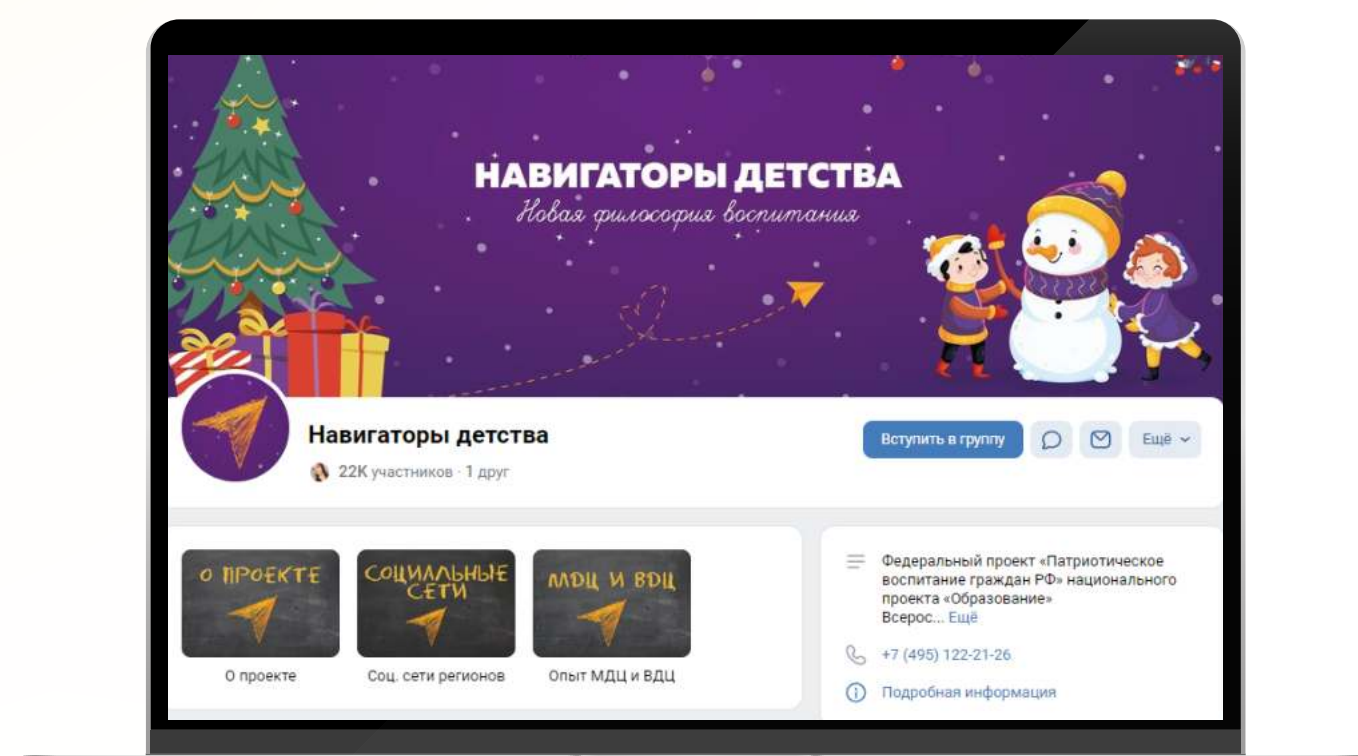 НАВИГАТОРЫ ДЕТСТВА
Новая философия воспитания
Навигаторы детства
22K участников · 1 друг
Вступить в группу
Ещё
О ПРОЕКТЕ
СОЦИАЛЬНЫЕ
СЕТИ
МДЦ И ВДЦ
О проекте
Соц. сети регионов
Опыт МДЦ и ВДЦ
Федеральный проект «Патриотическое
воспитание граждан РФ» национального
проекта «Образование»
Всерос... Ещё
+7 (495) 122-21-26
Подробная информация